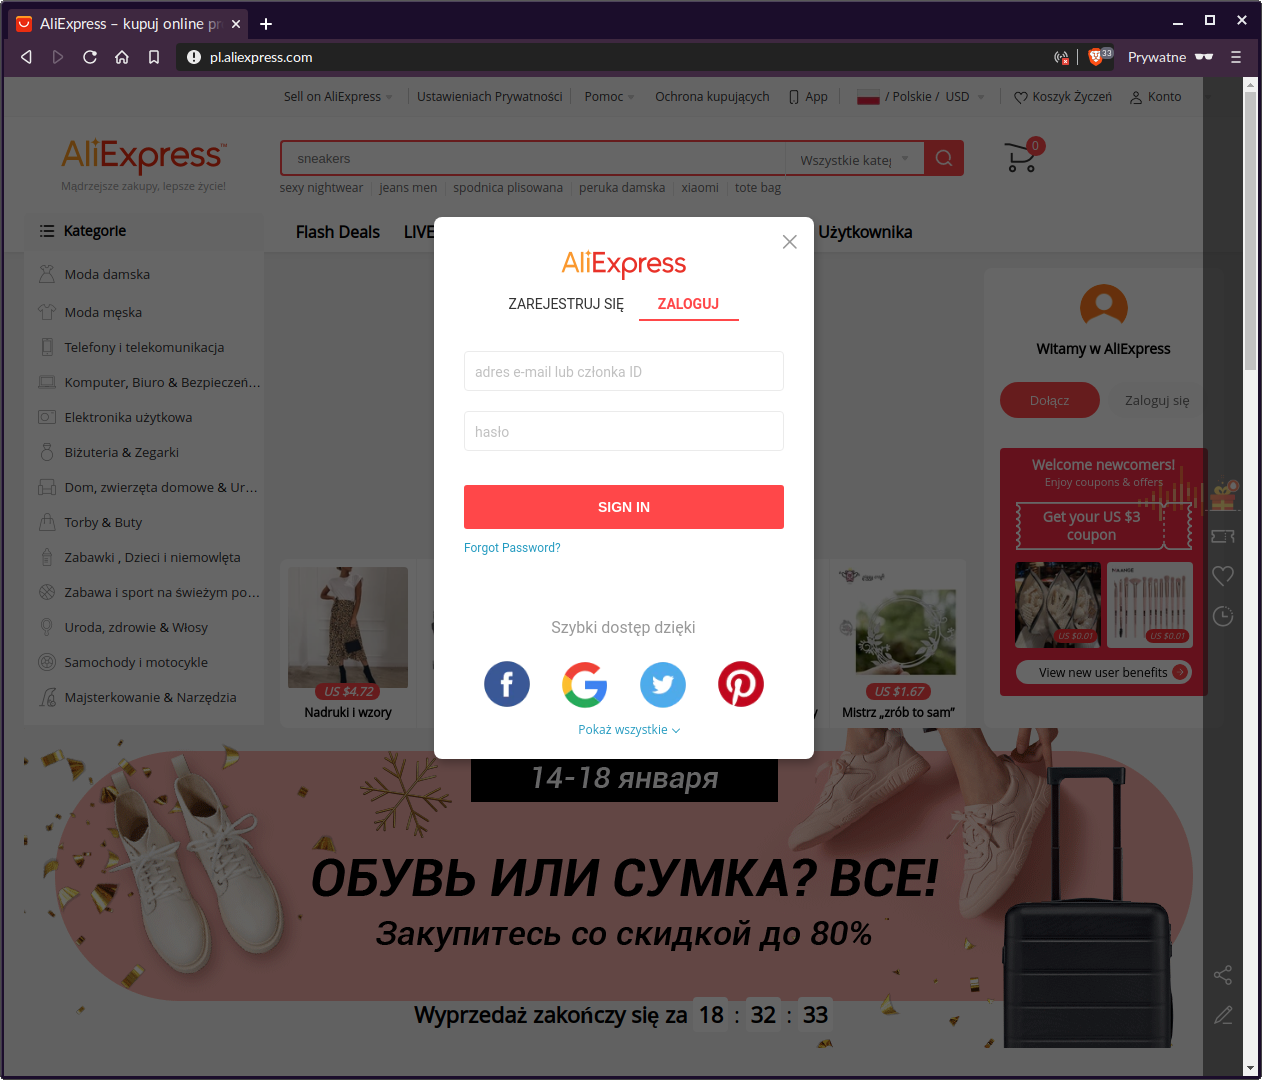 AliExpress – kupuj online pr
pl.aliexpress.com
33
Prywatne
Sell on AliExpress
Ustawieniach Prywatności
Pomoc
Ochrona kupujących
App
/ Polskie / USD
Koszyk Życzeń
Konto
AliExpress
Mądrzejsze zakupy, lepsze życie!
sneakers
Wszystkie kateg
0
sexy nightwear
jeans men
spodnica plisowana
peruka damska
xiaomi
tote bag
Kategorie
Flash Deals
LIVE
Użytkownika
Moda damska
Moda męska
Telefony i telekomunikacja
Komputer, Biuro & Bezpieczeń...
Elektronika użytkowa
Biżuteria & Zegarki
Dom, zwierzęta domowe & Ur...
Torby & Buty
Zabawki , Dzieci i niemowlęta
Zabawa i sport na świeżym po...
Uroda, zdrowie & Włosy
Samochody i motocykle
Majsterkowanie & Narzędzia
AliExpress
ZAREJESTRUJ SIĘ
ZALOGUJ
adres e-mail lub członka ID
hasło
SIGN IN
Forgot Password?
Szybki dostęp dzięki
Pokaż wszystkie
Witamy w AliExpress
Dołącz
Zaloguj się
Welcome newcomers!
Enjoy coupons & offers
Get your US $3
coupon
MAANGE
US $0.01
US $0.01
View new user benefits
US $4.72
Nadruki i wzory
y
US $1.67
Mistrz „zrób to sam”
14-18 января
ОБУВЬ ИЛИ СУМКА? ВСЕ!
Закупитесь со скидкой до 80%
Wyprzedaż zakończy się za 18 : 32 : 33